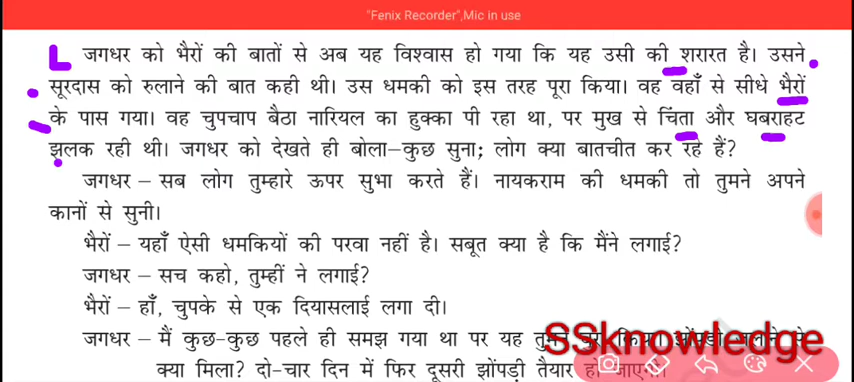 "Fenix Recorder",Mic in use
जगधर को भैरों की बातों से अब यह विश्वास हो गया कि यह उसी की शरारत है। उसने
सूरदास को रुलाने की बात कही थी। उस धमकी को इस तरह पूरा किया। वह वहाँ से सीधे भैरों
के पास गया। वह चुपचाप बैठा नारियल का हुक्का पी रहा था, पर मुख से चिंता और घबराहट
झलक रही थी। जगधर को देखते ही बोला–कुछ सुना; लोग क्या बातचीत कर रहे हैं?
जगधर – सब लोग तुम्हारे ऊपर सुभा करते हैं। नायकराम की धमकी तो तुमने अपने
कानों से सुनी।
भैरों – यहाँ ऐसी धमकियों की परवा नहीं है। सबूत क्या है कि मैंने लगाई?
जगधर – सच कहो, तुम्हीं ने लगाई?
भैरों – हाँ, चुपके से एक दियासलाई लगा दी।
जगधर – मैं कुछ-कुछ पहले ही समझ गया था पर यह
SSknowledge
क्या मिला? दो-चार दिन में फिर दूसरी झोंपड़ी तैयार